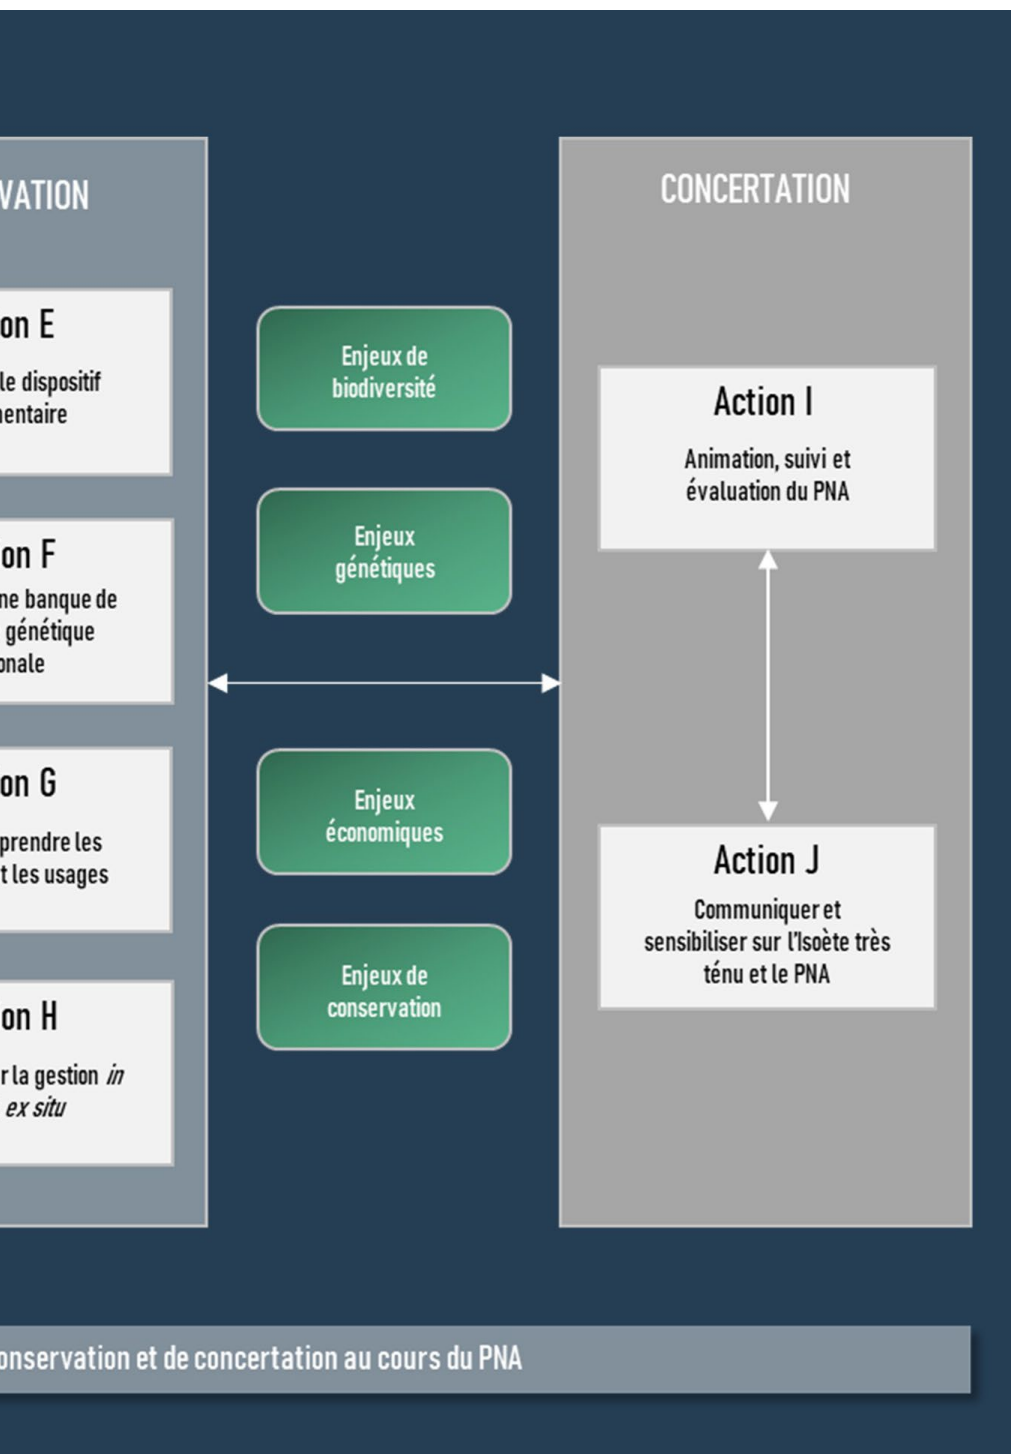 VATION
on E
le dispositif
entaire
on F
ne banque de
génétique
onale
on G
prendre les
t les usages
on H
r la gestion in
ex situ
Enjeux de
biodiversité
Enjeux
génétiques
Enjeux
économiques
Enjeux de
conservation
CONCERTATION
Action I
Animation, suivi et
évaluation du PNA
Action J
Communiquer et
sensibiliser sur l'Isoète très
ténu et le PNA
onservation et de concertation au cours du PNA